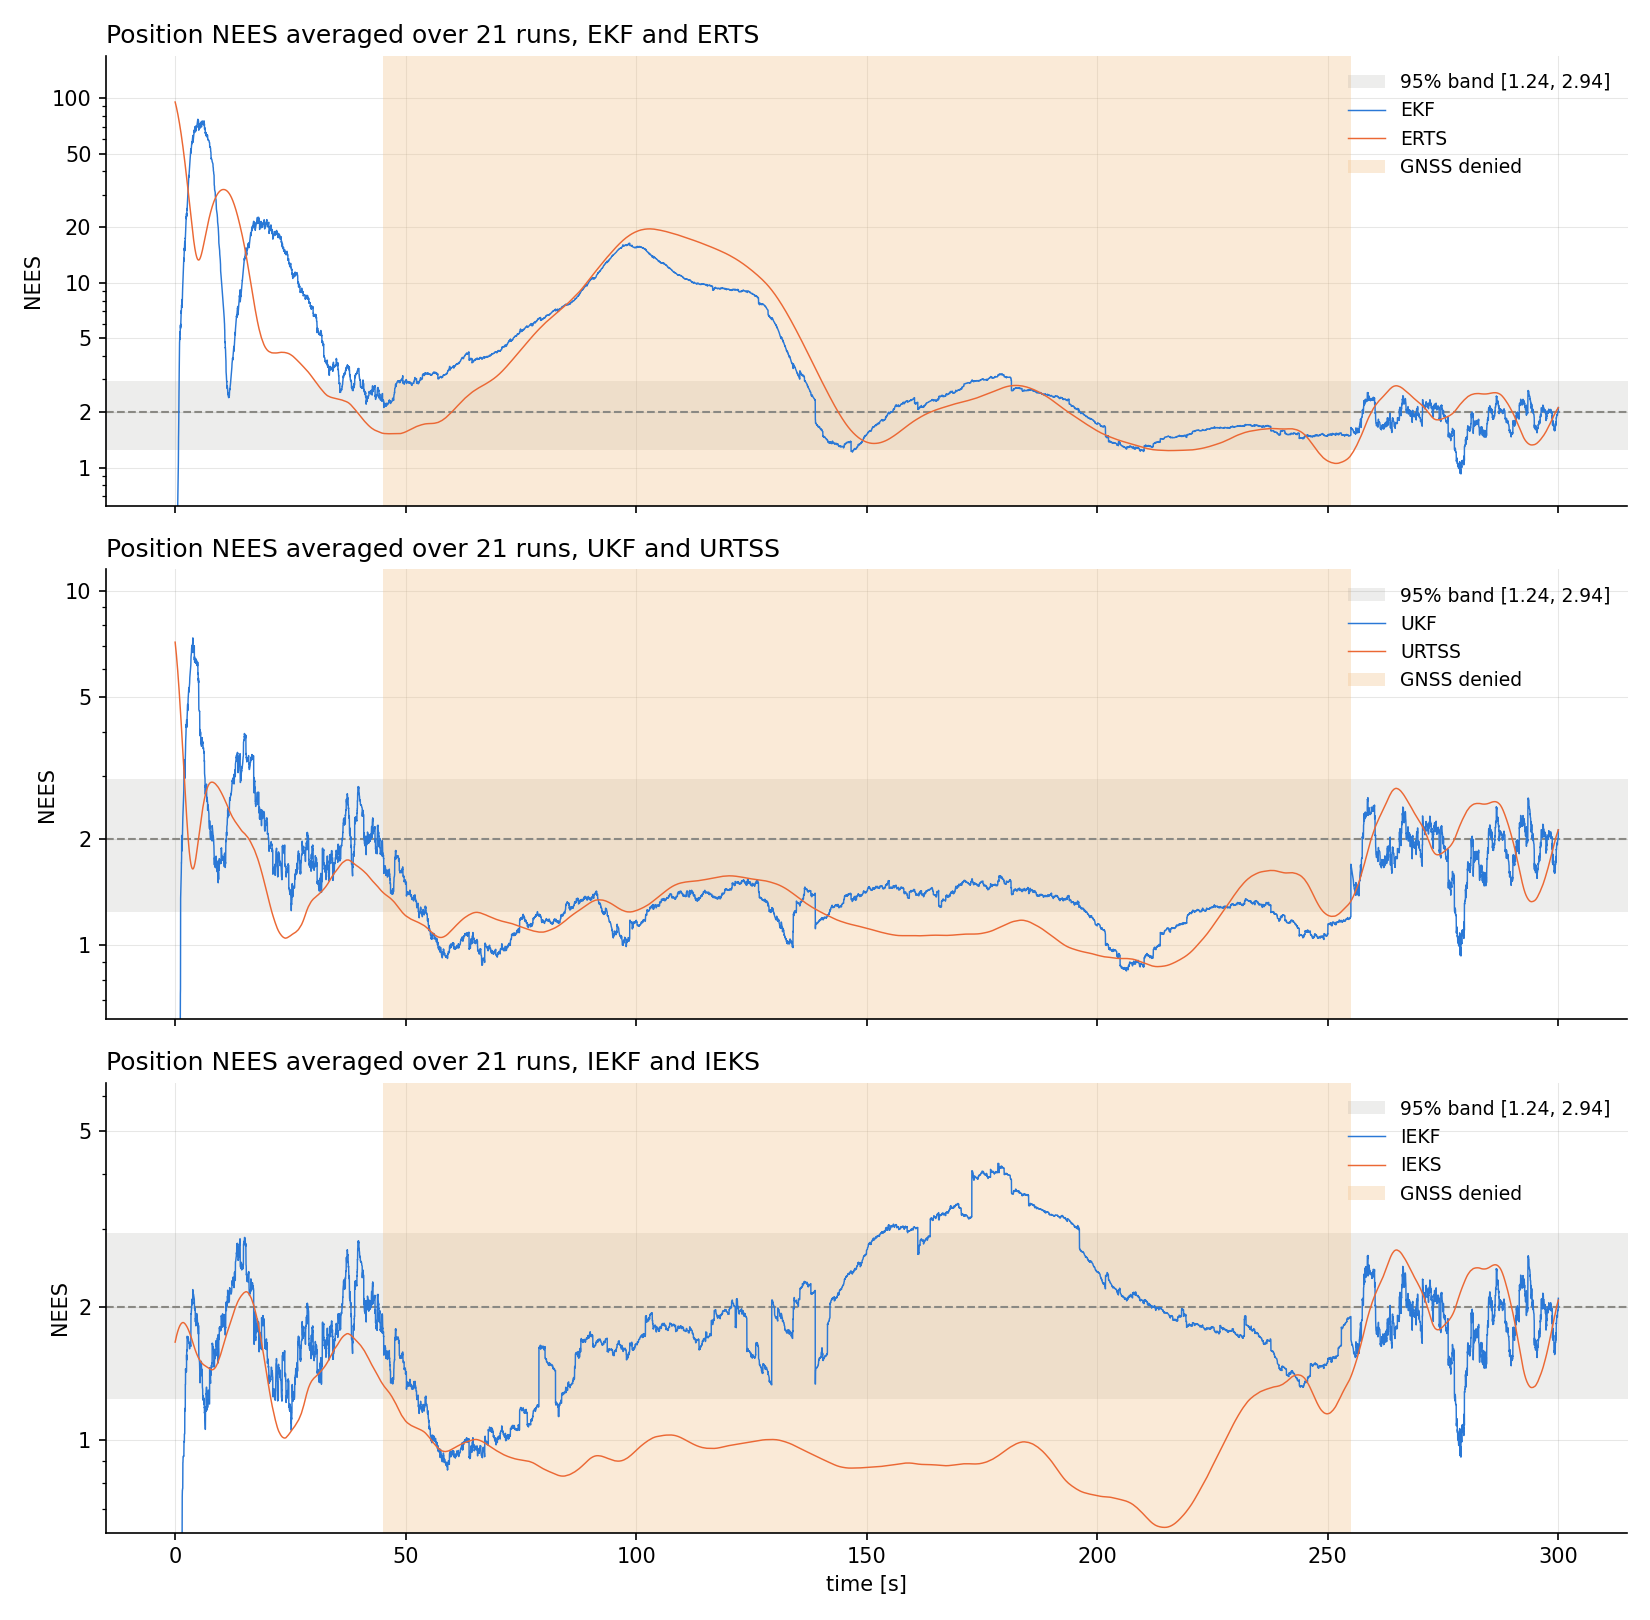 Position NEES averaged over 21 runs, EKF and ERTS
NEES
100
50
20
10
5
2
1
95% band [1.24, 2.94]
EKF
ERTS
GNSS denied
Position NEES averaged over 21 runs, UKF and URTSS
NEES
10
5
2
1
95% band [1.24, 2.94]
UKF
URTSS
GNSS denied
Position NEES averaged over 21 runs, IEKF and IEKS
NEES
5
2
1
95% band [1.24, 2.94]
IEKF
IEKS
GNSS denied
0 50 100 150 200 250 300
time [s]